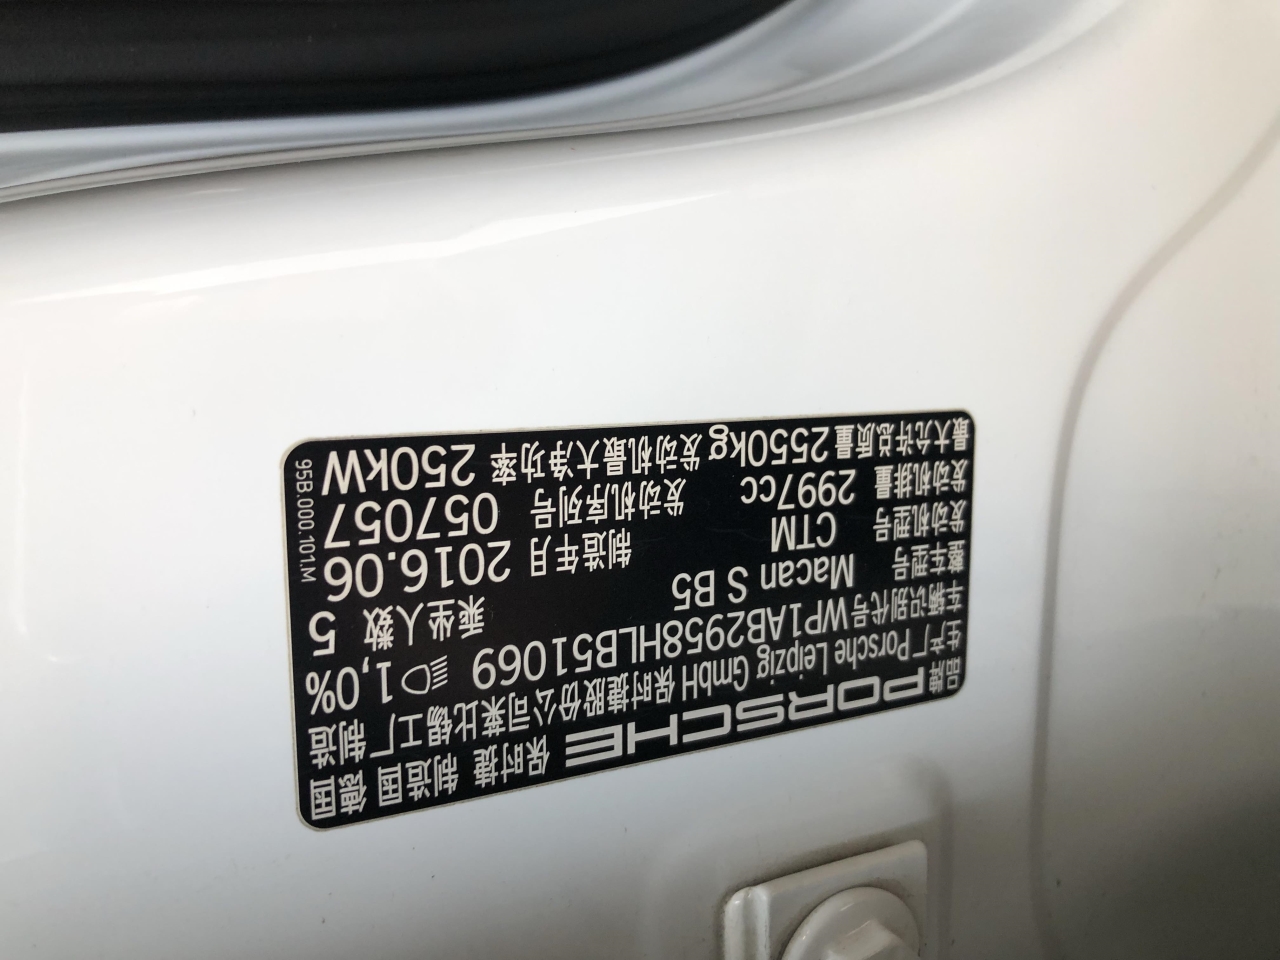 品牌 PORSCHE 保时捷 制造国 德国
生产厂 Porsche Leipzig GmbH 保时捷股份公司莱比锡工厂 制造
车辆识别代号 WP1AB2958HLB51069 1,0%
整车型号 Macan S B5 乘坐人数 5
发动机型号 CTM 制造年月 2016.06
发动机排量 2997cc 发动机序列号 057057
最大允许总质量 2550kg 发动机最大净功率 250kW
95B.000.101.M